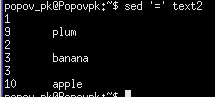 popov_pk@Popovpk:~$ sed '=' text2
1
9 plum
2
3 banana
3
10 apple
popov_pk@Popovpk:~$